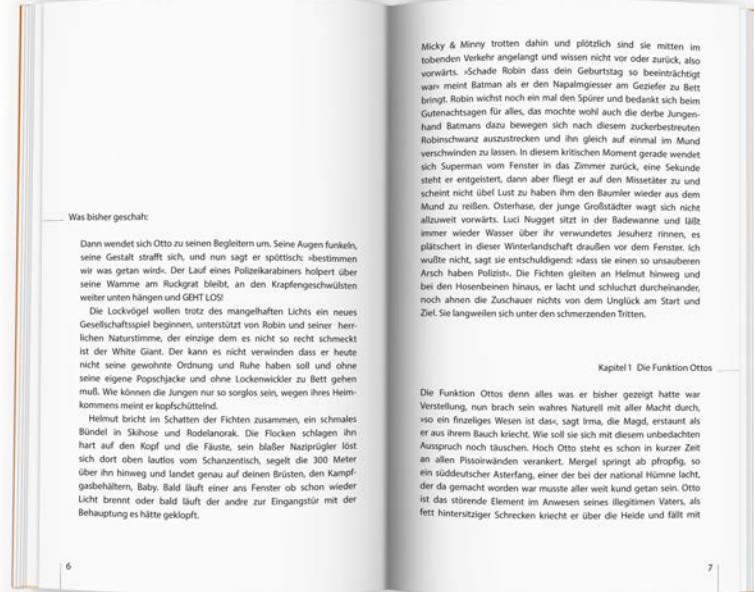 Was bisher geschah:
Dann wendet sich Otto zu seinen Begleitern um. Seine Augen funkeln,
seine Gestalt strafft sich, und nun sagt er spöttisch: »bestimmen
wir was getan wird«. Der Lauf eines Polizeikarabiners holpert über
seine Wamme am Ruckgrat bleibt, an den Krapfengeschwülsten
weiter unten hängen und GEHT LOS!
Die Lockvögel wollen trotz des mangelhaften Lichts ein neues
Gesellschaftsspiel beginnen, unterstützt von Robin und seiner herr-
lichen Naturstimme, der einzige dem es nicht so recht schmeckt
ist der White Giant. Der kann es nicht verwinden dass er heute
nicht seine gewohnte Ordnung und Ruhe haben soll und ohne
seine eigene Popschjacke und ohne Lockenwickler zu Bett gehen
muß. Wie können die Jungen nur so sorglos sein, wegen ihres Heim-
kommens meint er kopfschüttelnd.
Helmut bricht im Schatten der Fichten zusammen, ein schmales
Bündel in Skihose und Rodelanorak. Die Flocken schlagen ihn
hart auf den Kopf und die Fäuste, sein blaßer Naziprügler löst
sich dort oben lautlos vom Schanzentisch, segelt die 300 Meter
über ihn hinweg und landet genau auf deinen Brüsten, den Kampf-
gasbehältern, Baby. Bald läuft einer ans Fenster ob schon wieder
Licht brennt oder bald läuft der andre zur Eingangstür mit der
Behauptung es hätte geklopft.
6
Micky & Minny trotten dahin und plötzlich sind sie mitten im
tobenden Verkehr angelangt und wissen nicht vor oder zurück, also
vorwärts. »Schade Robin dass dein Geburtstag so beeinträchtigt
war« meint Batman als er den Napalmgiesser am Geziefer zu Bett
bringt. Robin wichst noch ein mal den Spürer und bedankt sich beim
Gutenachtsagen für alles, das mochte wohl auch die derbe Jungen-
hand Batmans dazu bewegen sich nach diesem zuckerbestreuten
Robinschwanz auszustrecken und ihn gleich auf einmal im Mund
verschwinden zu lassen. In diesem kritischen Moment gerade wendet
sich Superman vom Fenster in das Zimmer zurück, eine Sekunde
steht er entgeistert, dann aber fliegt er auf den Missetäter zu und
scheint nicht übel Lust zu haben ihm den Baumler wieder aus dem
Mund zu reißen. Osterhase, der junge Großstädter wagt sich nicht
allzuweit vorwärts. Luci Nugget sitzt in der Badewanne und läßt
immer wieder Wasser über ihr verwundetes Jesuherz rinnen, es
plätschert in dieser Winterlandschaft draußen vor dem Fenster. Ich
wußte nicht, sagt sie entschuldigend: »dass sie einen so unsauberen
Arsch haben Polizist«. Die Fichten gleiten an Helmut hinweg und
bei den Hosenbeinen hinaus, er lacht und schluchzt durcheinander,
noch ahnen die Zuschauer nichts von dem Unglück am Start und
Ziel. Sie langweilen sich unter den schmerzenden Tritten.
Kapitel 1 Die Funktion Ottos
Die Funktion Ottos denn alles was er bisher gezeigt hatte war
Verstellung, nun brach sein wahres Naturell mit aller Macht durch,
»so ein finzeliges Wesen ist das«, sagt Irma, die Magd, erstaunt als
er aus ihrem Bauch kriecht. Wie soll sie sich mit diesem unbedachten
Ausspruch noch täuschen. Hoch Otto steht es schon in kurzer Zeit
an allen Pissoirwänden verankert. Mergel springt ab pfropfig, so
ein süddeutscher Asterfang, einer der bei der national Hümne lacht,
der da gemacht worden war musste aller welt kund getan sein. Otto
ist das störende Element im Anwesen seines illegitimen Vaters, als
fett hintersitziger Schrecken kriecht er über die Heide und fällt mit
7